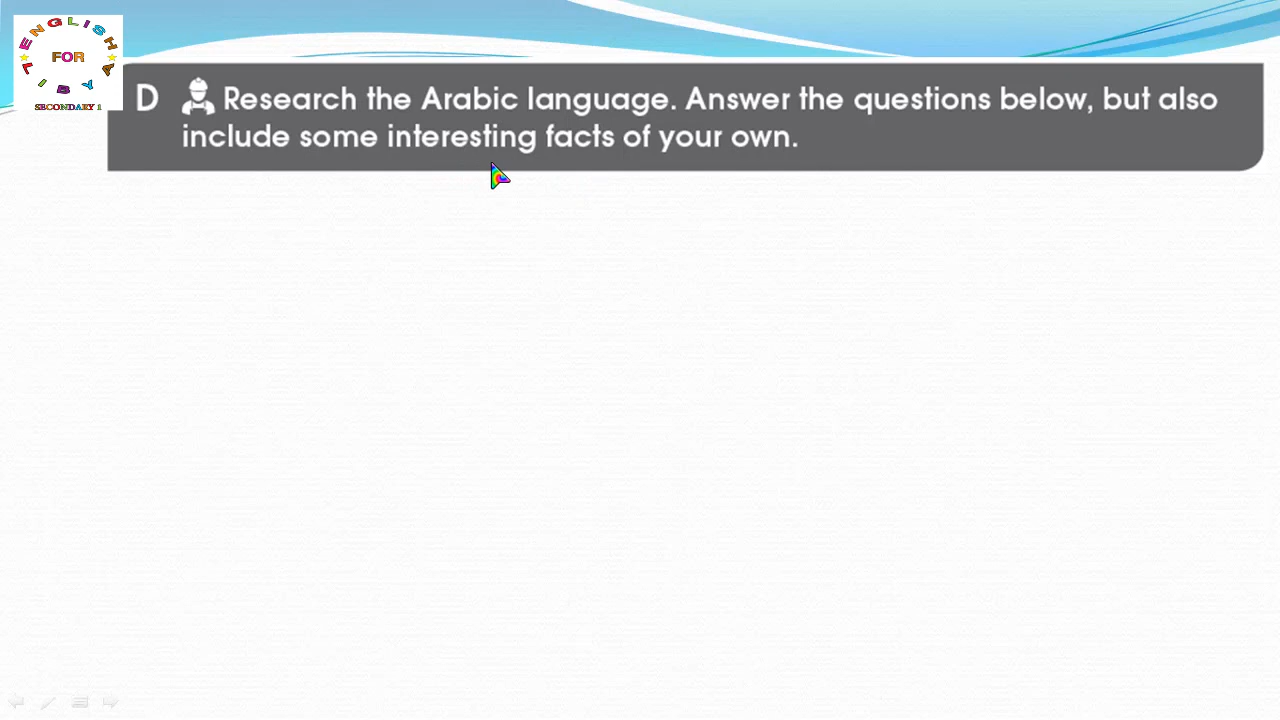 ENGLISH
FOR
LIBYA
SECONDARY 1
D Research the Arabic language. Answer the questions below, but also
include some interesting facts of your own.